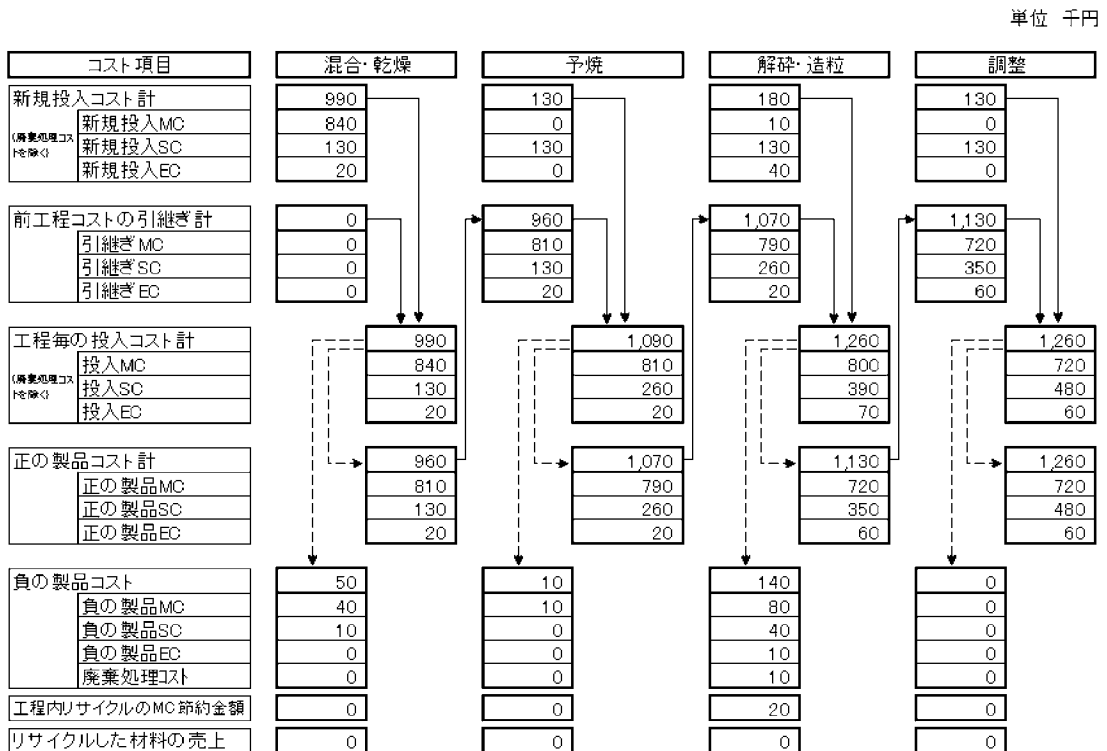 単位 千円
コスト項目 混合・乾燥 予焼 解砕・造粒 調整
新規投入コスト計 990 130 180 130
(廃棄処理コストを除く) 新規投入MC 840 0 10 0
新規投入SC 130 130 130 130
新規投入EC 20 0 40 0
前工程コストの引継ぎ計 0 960 1,070 1,130
引継ぎMC 0 810 790 720
引継ぎSC 0 130 260 350
引継ぎEC 0 20 20 60
工程毎の投入コスト計 990 1,090 1,260 1,260
(廃棄処理コストを除く) 投入MC 840 810 800 720
投入SC 130 260 390 480
投入EC 20 20 70 60
正の製品コスト計 960 1,070 1,130 1,260
正の製品MC 810 790 720 720
正の製品SC 130 260 350 480
正の製品EC 20 20 60 60
負の製品コスト 50 10 140 0
負の製品MC 40 10 80 0
負の製品SC 10 0 40 0
負の製品EC 0 0 10 0
廃棄処理コスト 0 0 10 0
工程内リサイクルのMC節約金額 0 0 20 0
リサイクルした材料の売上 0 0 0 0